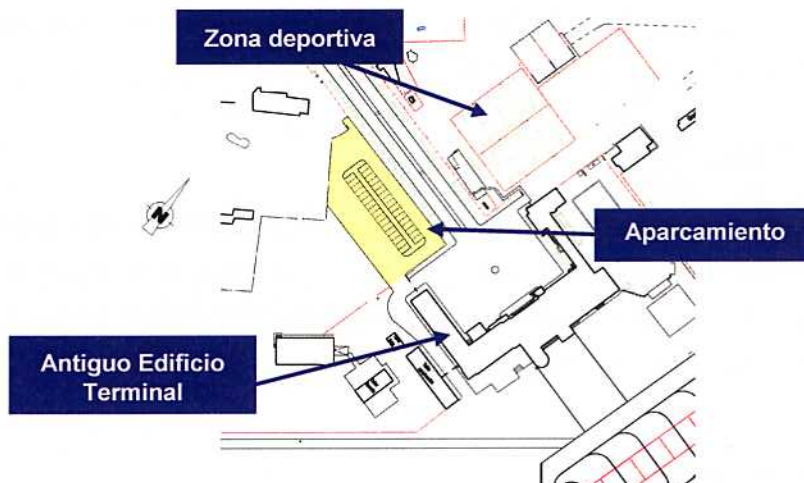 Zona deportiva
Aparcamiento
Antiguo Edificio
Terminal
N